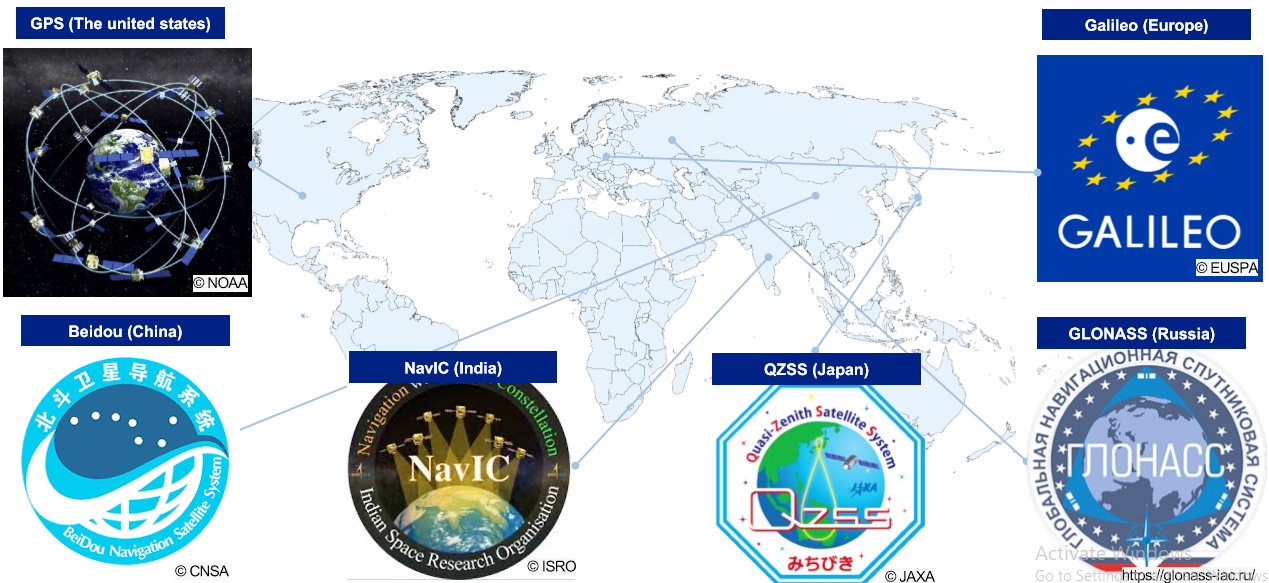 GPS (The united states)
© NOAA
Galileo (Europe)
GALILEO
© EUSPA
Beidou (China)
北斗卫星导航系统
BeiDou Navigation Satellite System
© CNSA
NavIC (India)
Navigation w
Constellation
NavIC
Indian Space Research Organisation
© ISRO
QZSS (Japan)
Quasi-Zenith Satellite System
JAXA
QZSS
みちびき
© JAXA
GLONASS (Russia)
ГЛОБАЛЬНАЯ НАВИГАЦИОННАЯ СПУТНИКОВАЯ СИСТЕМА
ГЛОНАСС
Activate Windows
Go to Settin
https://glonass-iac.ru/